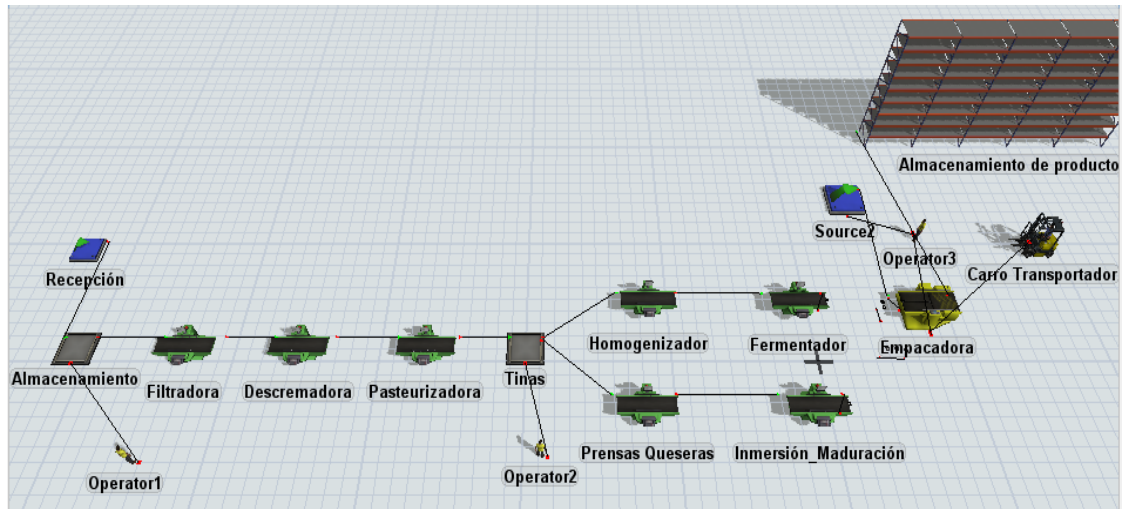 Almacenamiento de producto
Source2
Operator3
Carro Transportador
Recepción
Homogenizador
Fermentador
Empacadora
Almacenamiento
Filtradora
Descremadora
Pasteurizadora
Tinas
Prensas Queseras
Inmersión_Maduración
Operator1
Operator2